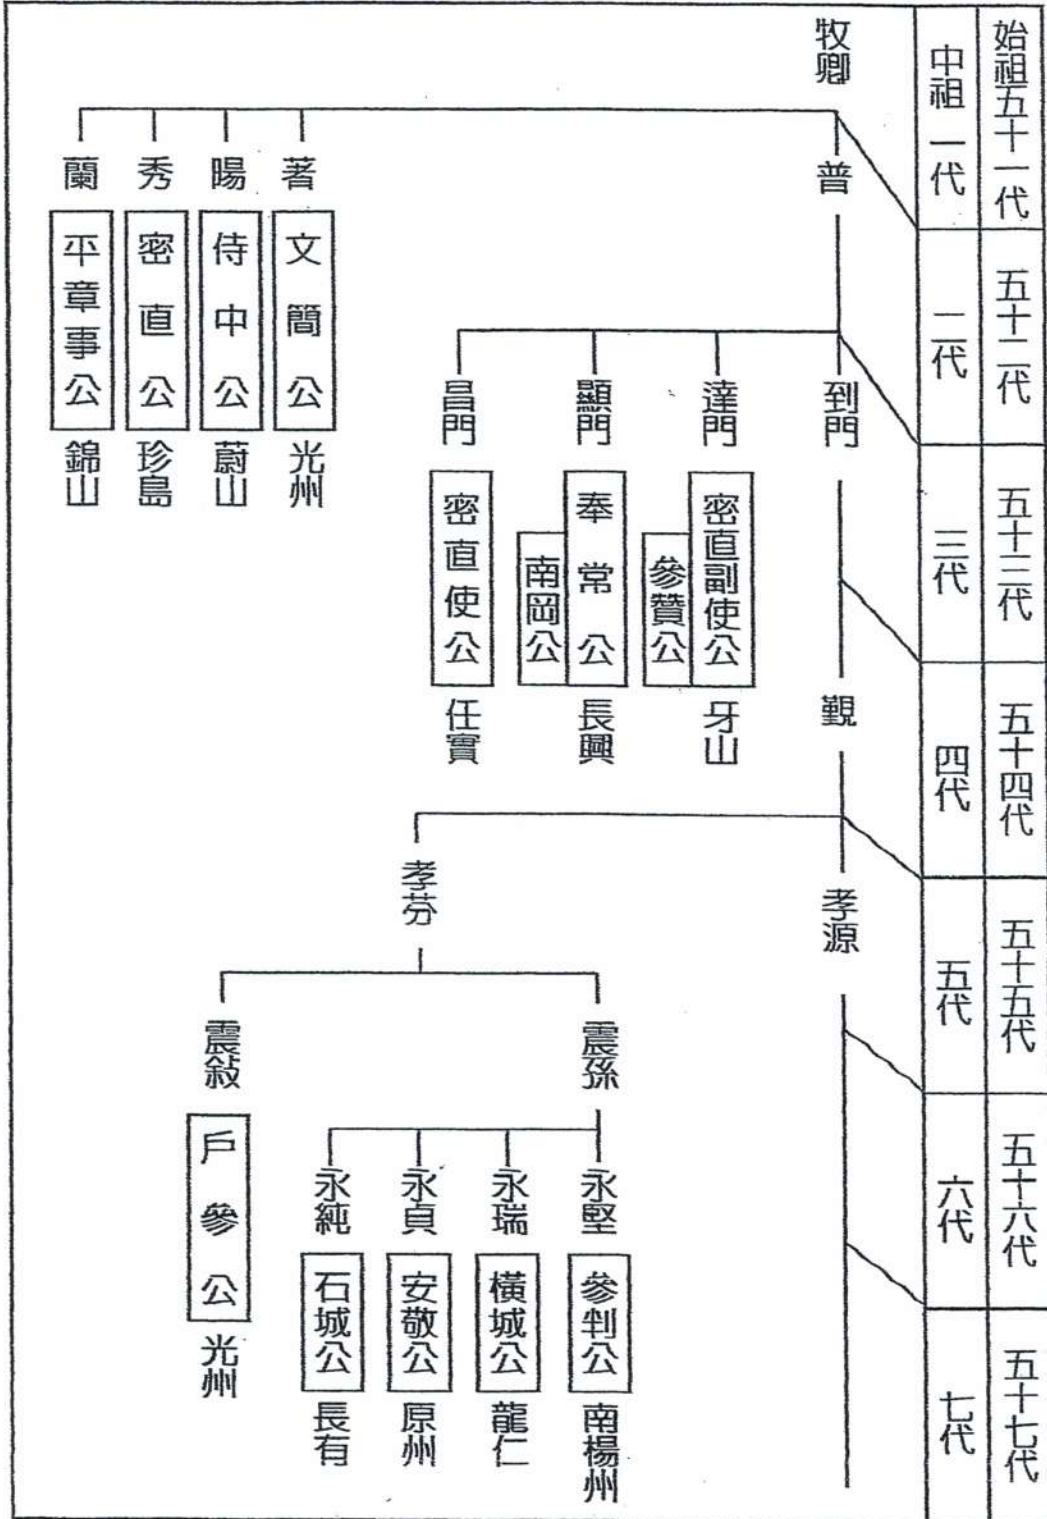 始祖五十一代
五十二代
五十三代
五十四代
五十五代
五十六代
五十七代
中祖一代
二代
三代
四代
五代
六代
七代
牧卿
普
著
文簡公
光州
暘
侍中公
蔚山
秀
密直公
珍島
蘭
平章事公
錦山
到門
達門
密直副使公
參贊公
牙山
顯門
奉常公
南岡公
長興
昌門
密直使公
任實
覲
孝源
孝芬
震孫
震敍
戶參公
光州
永堅
參判公
南楊州
永瑞
橫城公
龍仁
永貞
安敬公
原州
永純
石城公
長有